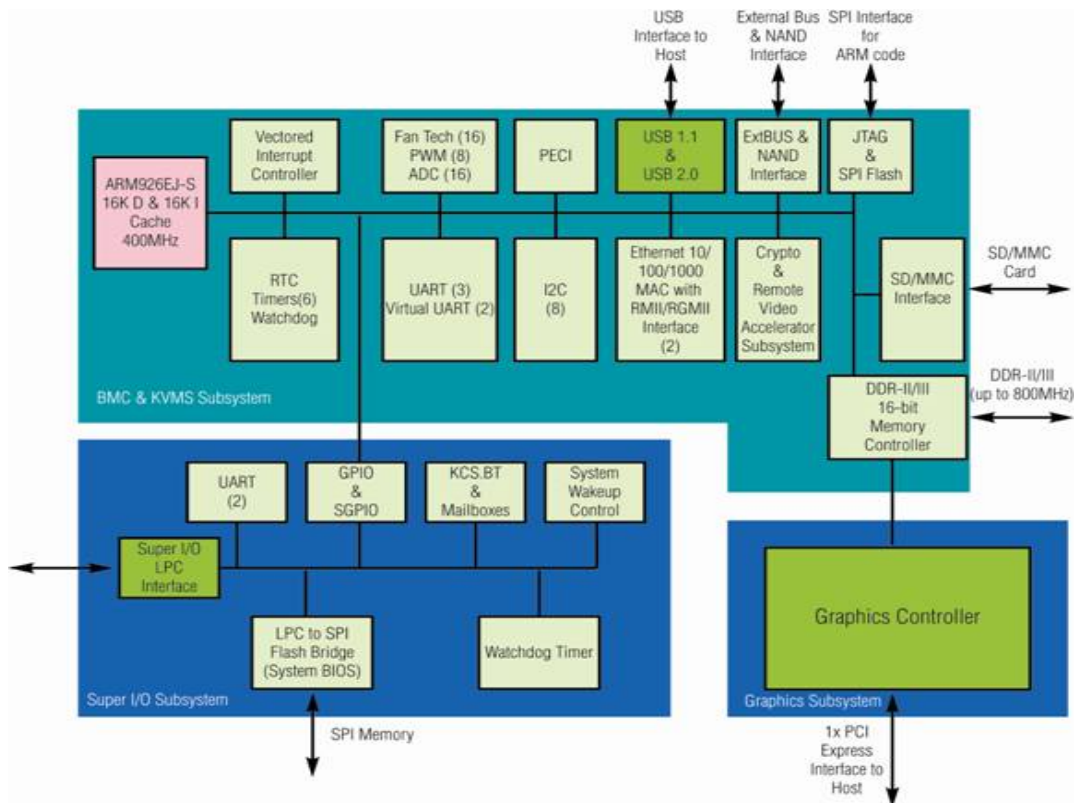 USB
Interface to
Host
External Bus
& NAND
Interface
SPI Interface
for
ARM code
ARM926EJ-S
16K D & 16K I
Cache
400MHz
Vectored
Interrupt
Controller
Fan Tech (16)
PWM (8)
ADC (16)
PECI
USB 1.1
&
USB 2.0
ExtBUS &
NAND
Interface
JTAG
&
SPI Flash
RTC
Timers(6)
Watchdog
UART (3)
Virtual UART (2)
I2C
(8)
Ethernet 10/
100/1000
MAC with
RMII/RGMII
Interface
(2)
Crypto
&
Remote
Video
Accelerator
Subsystem
SD/MMC
Interface
SD/MMC
Card
DDR-II/III
16-bit
Memory
Controller
DDR-II/III
(up to 800MHz)
BMC & KVMS Subsystem
UART
(2)
GPIO
&
SGPIO
KCS.BT
&
Mailboxes
System
Wakeup
Control
Super I/O
LPC
Interface
LPC to SPI
Flash Bridge
(System BIOS)
Watchdog Timer
Super I/O Subsystem
SPI Memory
Graphics Controller
Graphics Subsystem
1x PCI
Express
Interface to
Host